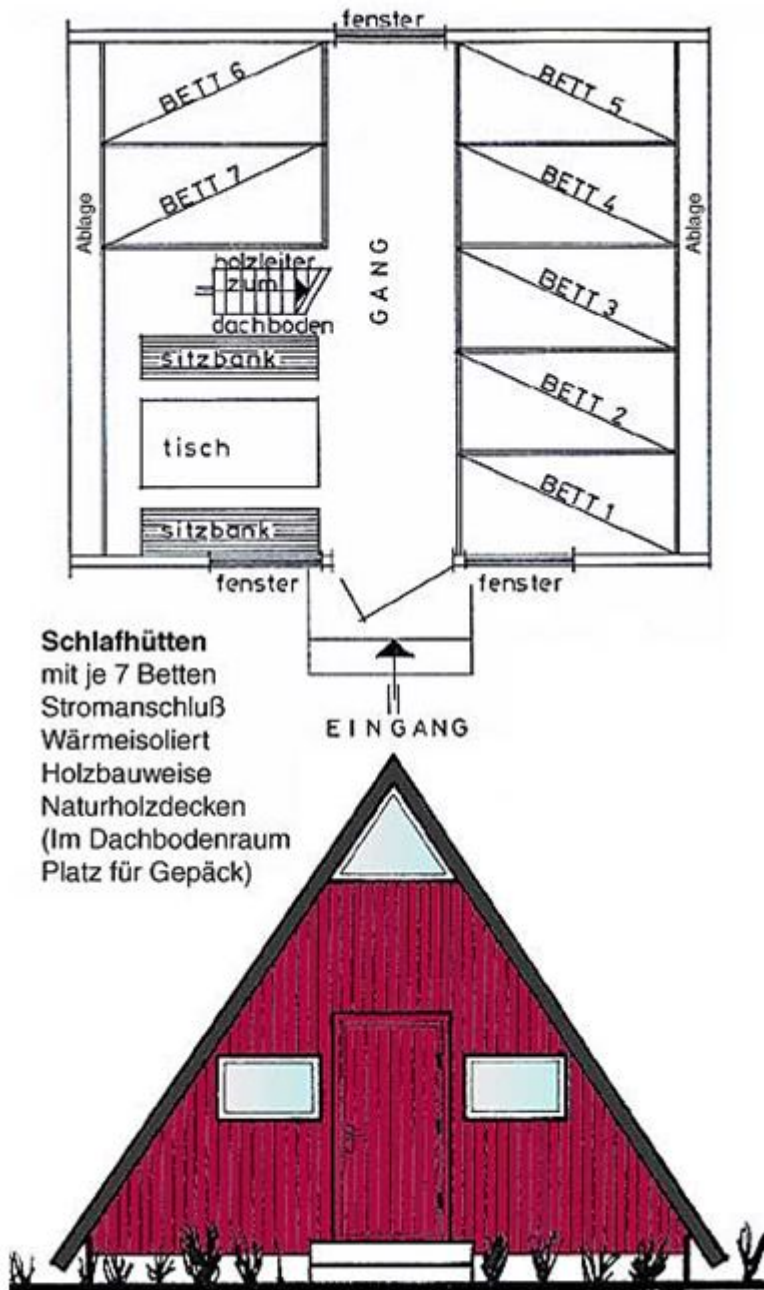 fenster
BETT 6
BETT 5
BETT 7
BETT 4
Ablage
Ablage
GANG
holzleiter
zum
dachboden
BETT 3
sitzbank
BETT 2
tisch
BETT 1
sitzbank
fenster
fenster
EINGANG
Schlafhütten
mit je 7 Betten
Stromanschluß
Wärmeisoliert
Holzbauweise
Naturholzdecken
(Im Dachbodenraum
Platz für Gepäck)